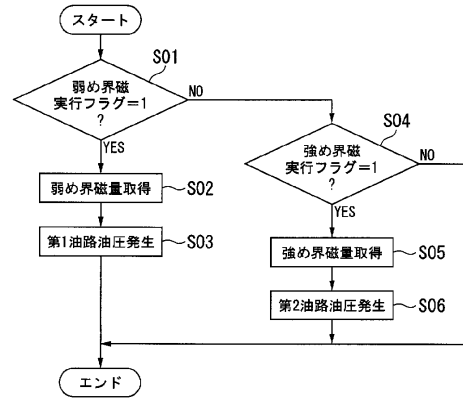 スタート
S01
弱め界磁
実行フラグ=1
?
NO
YES
S04
強め界磁
実行フラグ=1
?
NO
YES
弱め界磁量取得
S02
第1油路油圧発生
S03
強め界磁量取得
S05
第2油路油圧発生
S06
エンド